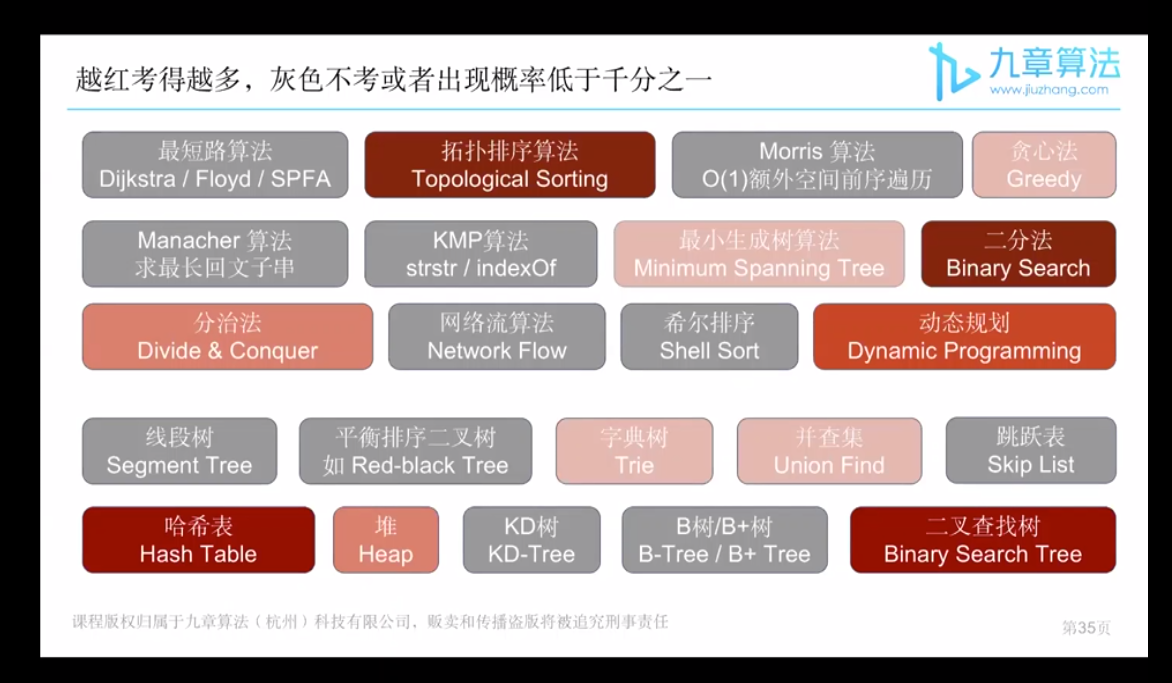 越红考得越多，灰色不考或者出现概率低于千分之一
九章算法
www.jiuzhang.com
最短路算法
Dijkstra / Floyd / SPFA
拓扑排序算法
Topological Sorting
Morris 算法
O(1)额外空间前序遍历
贪心法
Greedy
Manacher 算法
求最长回文子串
KMP算法
strstr / indexOf
最小生成树算法
Minimum Spanning Tree
二分法
Binary Search
分治法
Divide & Conquer
网络流算法
Network Flow
希尔排序
Shell Sort
动态规划
Dynamic Programming
线段树
Segment Tree
平衡排序二叉树
如 Red-black Tree
字典树
Trie
并查集
Union Find
跳跃表
Skip List
哈希表
Hash Table
堆
Heap
KD树
KD-Tree
B树/B+树
B-Tree / B+ Tree
二叉查找树
Binary Search Tree
课程版权归属于九章算法（杭州）科技有限公司，贩卖和传播盗版将被追究刑事责任
第35页